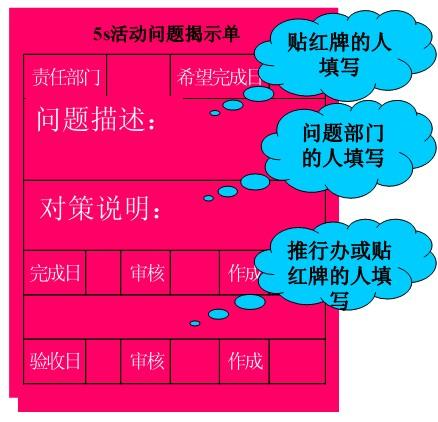 5s活动问题揭示单
责任部门 希望完成日
贴红牌的人
填写
问题描述：
问题部门
的人填写
对策说明：
完成日 审核 作成
推行办或贴
红牌的人填
写
验收日 审核 作成